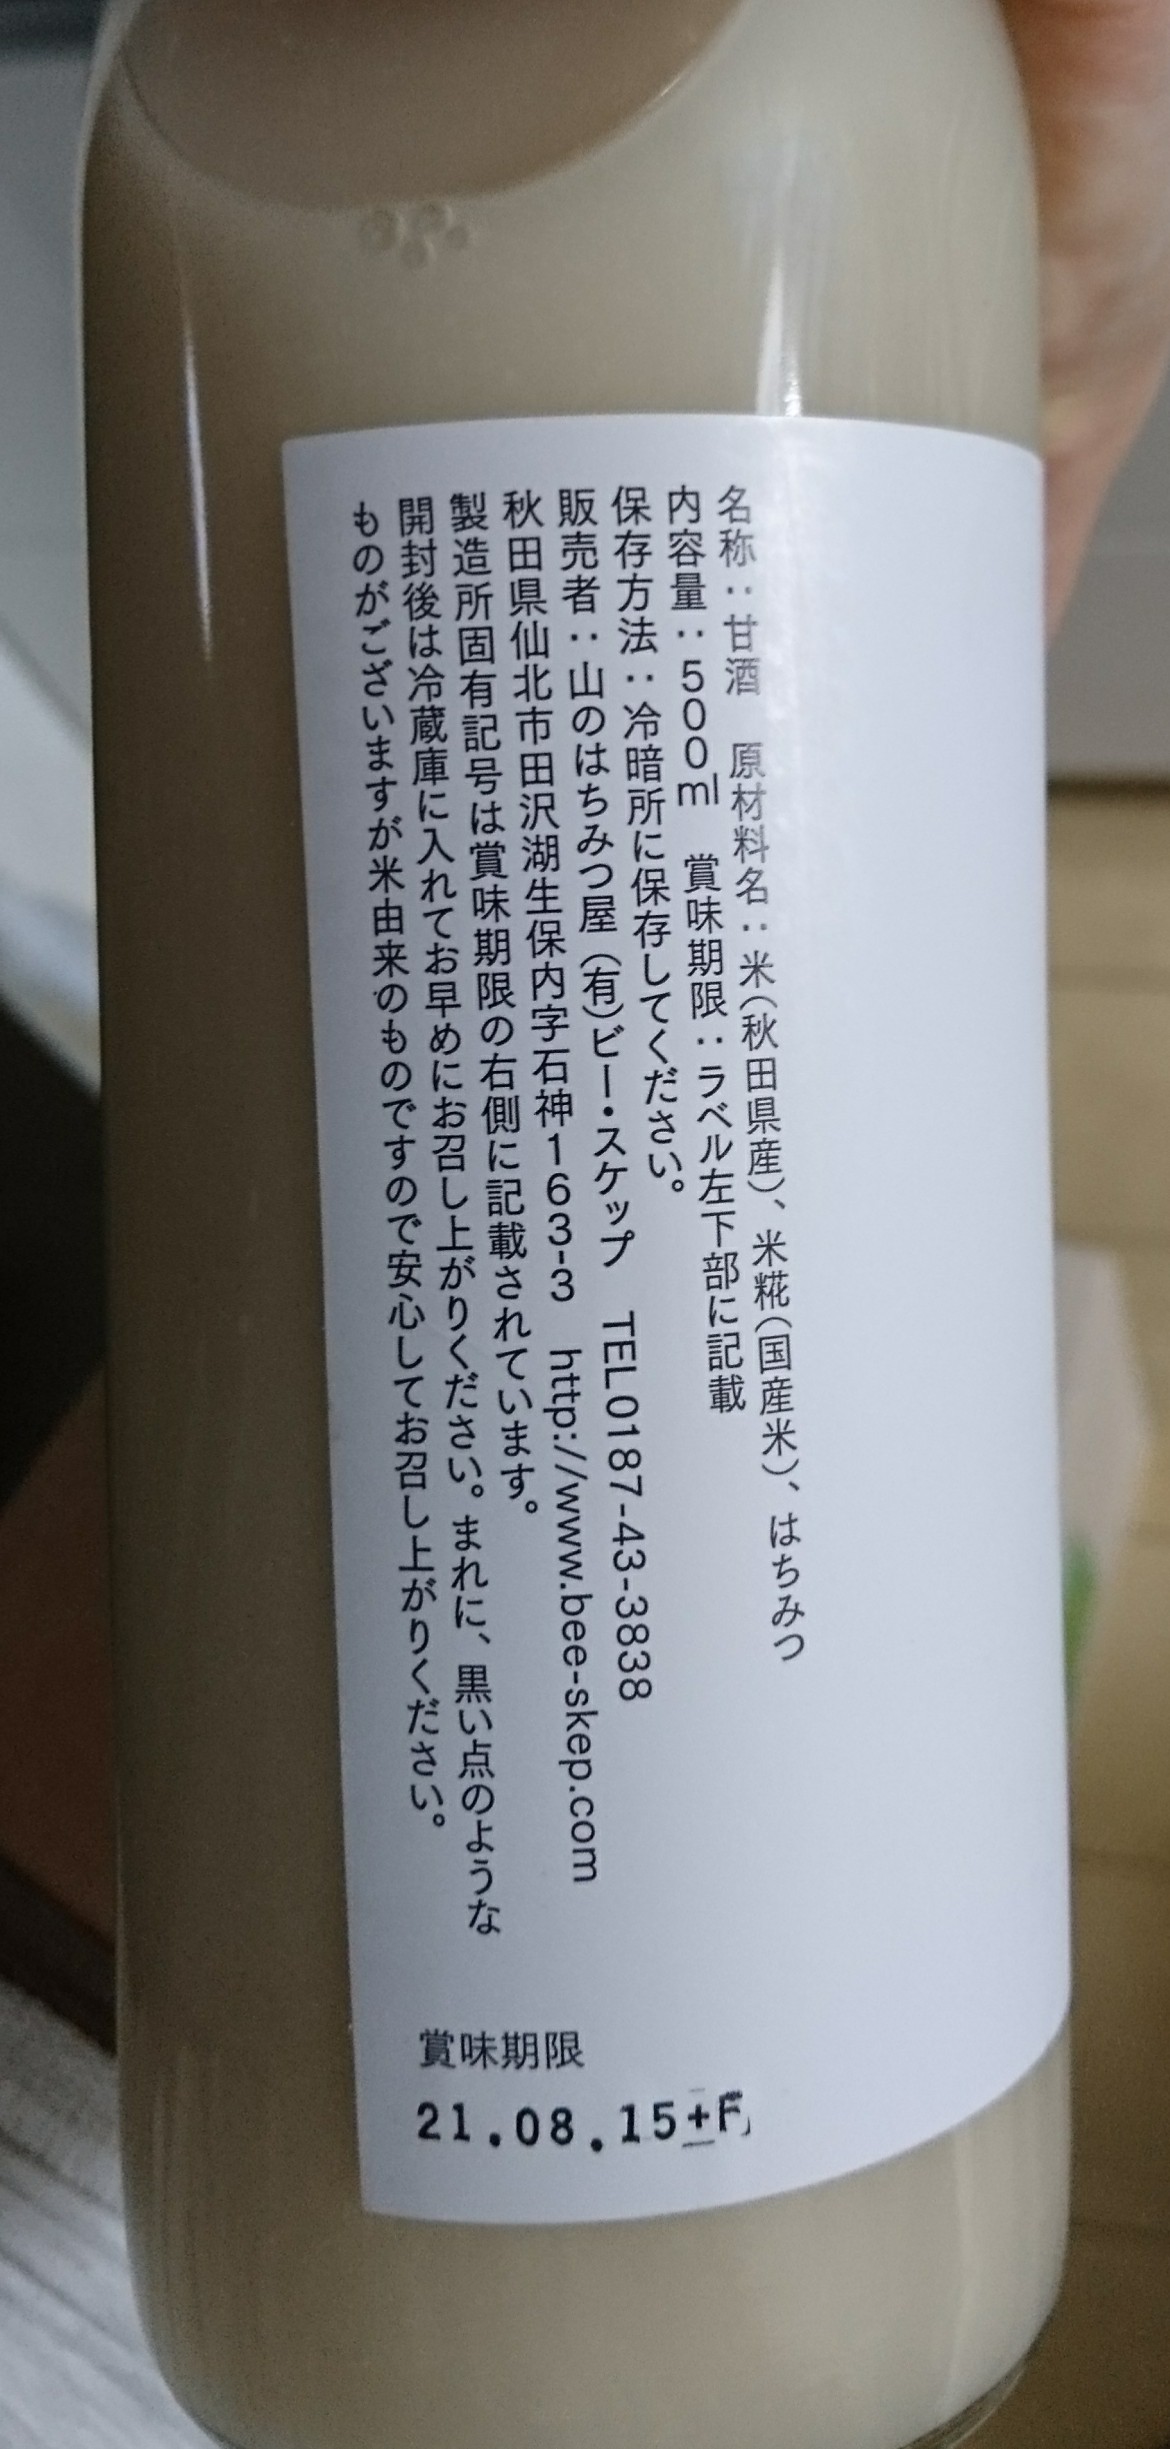 名称：甘酒　原材料名：米（秋田県産）、米糀（国産米）、はちみつ
内容量：500ml　賞味期限：ラベル左下部に記載
保存方法：冷暗所に保存してください。
販売者：山のはちみつ屋（有）ビー・スケップ　TEL0187-43-3838
秋田県仙北市田沢湖生保内字石神163-3　http://www.bee-skep.com
製造所固有記号は賞味期限の右側に記載されています。
開封後は冷蔵庫に入れてお早めにお召し上がりください。まれに、黒い点のような
ものがございますが米由来のものですので安心してお召し上がりください。
賞味期限
21.08.15+F